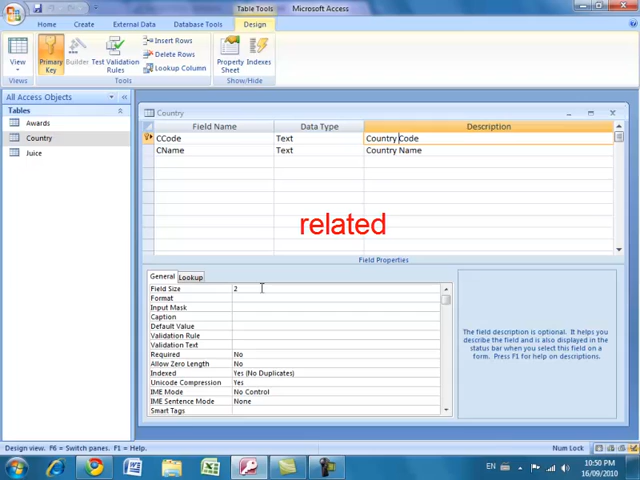 Table Tools
Microsoft Access
Home
Create
External Data
Database Tools
Design
View
Primary
Key
Builder
Test Validation
Rules
Insert Rows
Delete Rows
Lookup Column
Property
Sheet
Indexes
Views
Tools
Show/Hide
All Access Objects
Tables
Awards
Country
Juice
Country
Field Name
Data Type
Description
CCode
Text
Country Code
CName
Text
Country Name
related
Field Properties
General
Lookup
Field Size
2
Format
Input Mask
Caption
Default Value
Validation Rule
Validation Text
Required
No
Allow Zero Length
No
Indexed
Yes (No Duplicates)
Unicode Compression
Yes
IME Mode
No Control
IME Sentence Mode
None
Smart Tags
The field description is optional. It helps you
describe the field and is also displayed in the
status bar when you select this field on a
form. Press F1 for help on descriptions.
Design view. F6 = Switch panes. F1 = Help.
Num Lock
EN
10:50 PM
16/09/2010